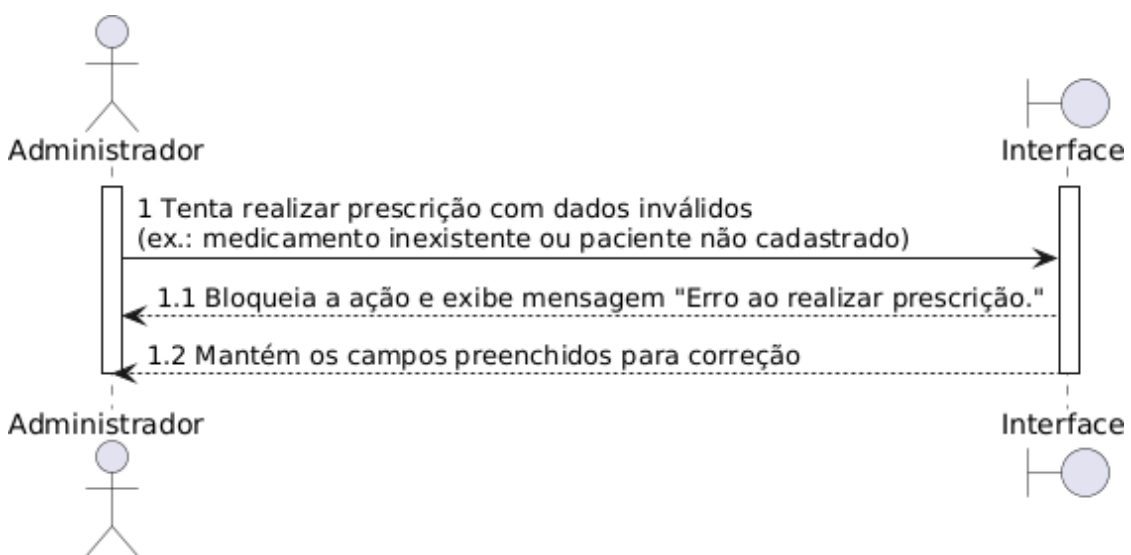 Administrador
Interface
1 Tenta realizar prescrição com dados inválidos
(ex.: medicamento inexistente ou paciente não cadastrado)
1.1 Bloqueia a ação e exibe mensagem "Erro ao realizar prescrição."
1.2 Mantém os campos preenchidos para correção
Administrador
Interface